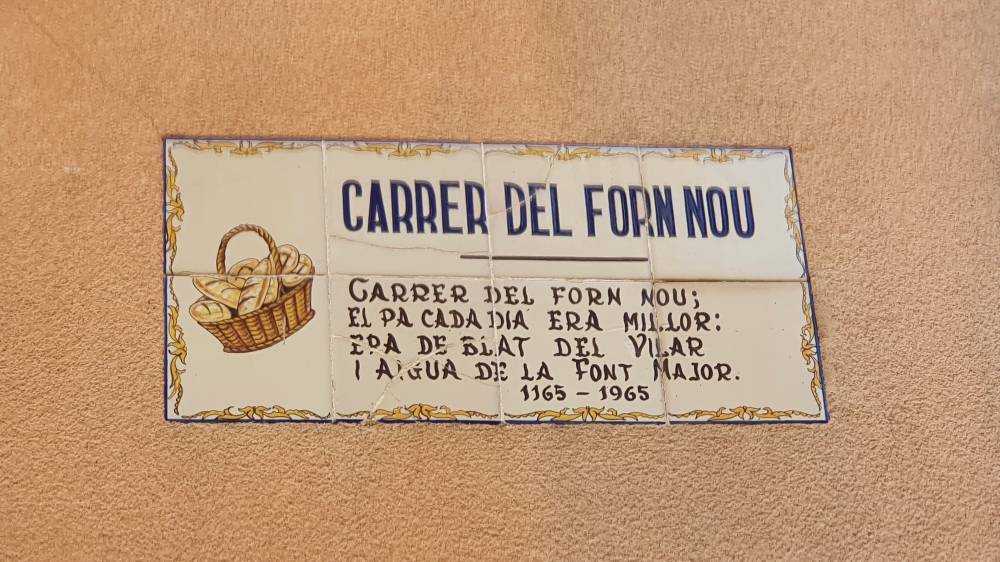 CARRER DEL FORN NOU
CARRER DEL FORN NOU;
EL PA CADA DIA ERA MILLOR:
ERA DE BLAT DEL VILAR
I AIGUA DE LA FONT MAJOR.
1165 - 1965